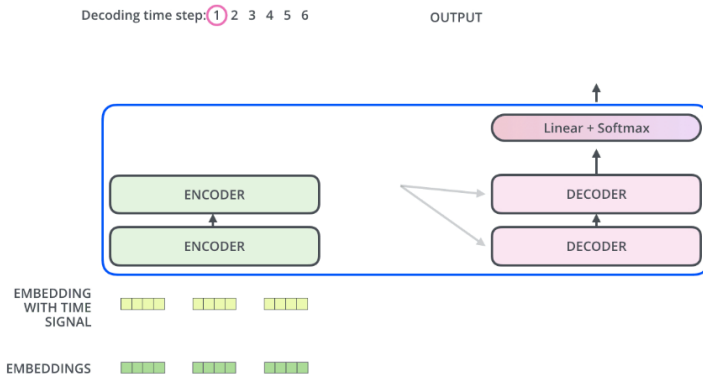 Decoding time step: 1 2 3 4 5 6
OUTPUT
Linear + Softmax
ENCODER
DECODER
ENCODER
DECODER
EMBEDDING
WITH TIME
SIGNAL
EMBEDDINGS